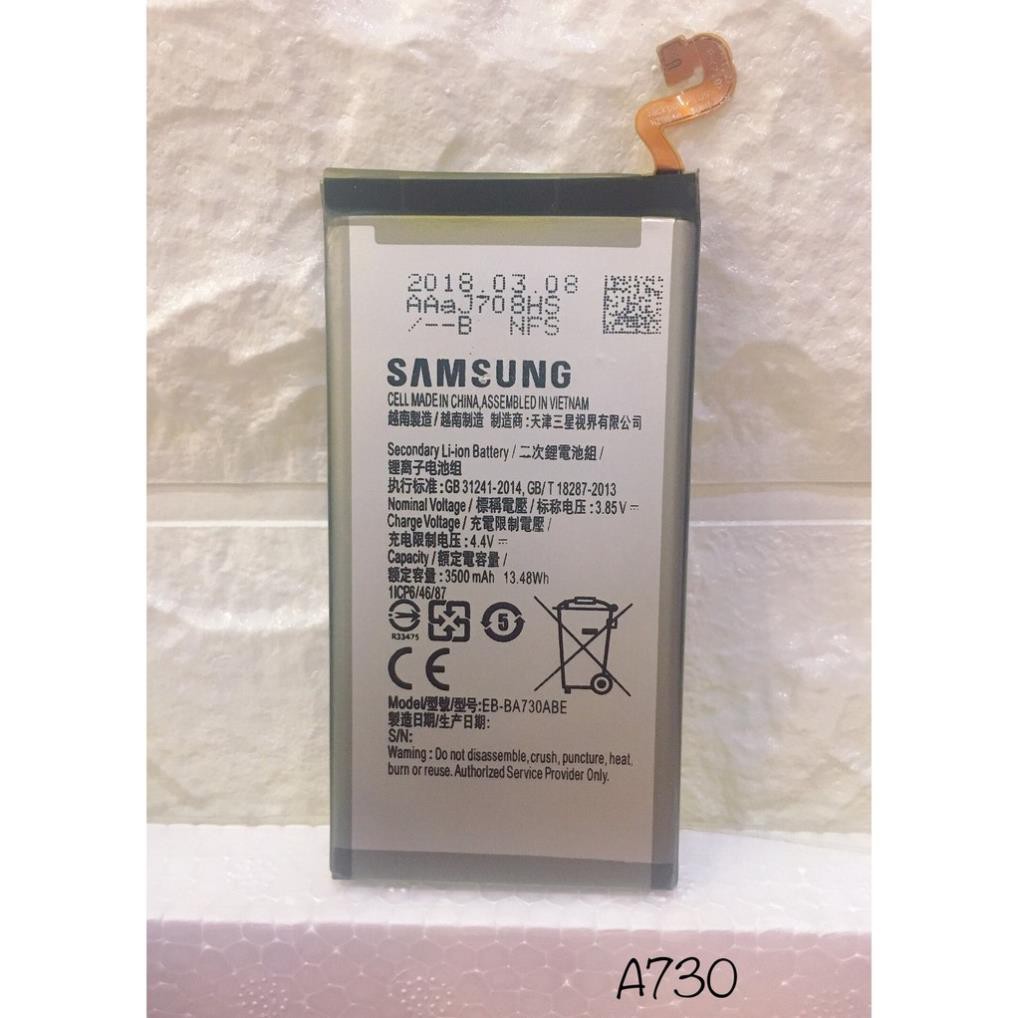 2018.03.08
AAaJ708HS
/--B NFS
SAMSUNG
CELL MADE IN CHINA,ASSEMBLED IN VIETNAM
越南製造/越南制造 制造商:天津三星视界有限公司
Secondary Li-ion Battery / 二次鋰電池組 /
锂离子电池组
执行标准:GB 31241-2014, GB/T 18287-2013
Nominal Voltage / 標稱電壓 / 标称电压:3.85V⎓
Charge Voltage / 充電限制電壓 /
充电限制电压:4.4V⎓
Capacity / 額定電容量 /
额定容量:3500 mAh 13.48Wh
1ICP6/46/87
5
R33475
CE
Model/型號/型号:EB-BA730ABE
製造日期/生产日期:
S/N:
Warning : Do not disassemble, crush, puncture, heat,
burn or reuse. Authorlzed Service Provider Only.
A730